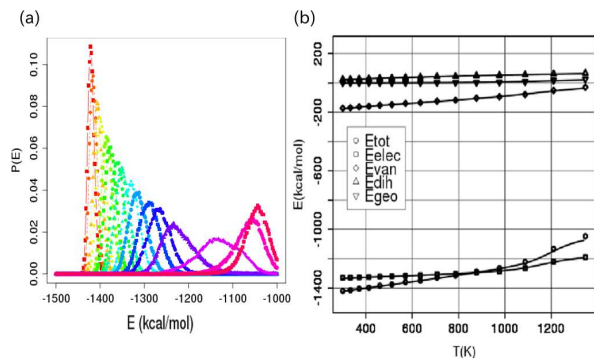 (a)
P(E)
0.10
0.08
0.06
0.04
0.02
0.00
-1500
-1400
-1300
-1200
-1100
-1000
E (kcal/mol)
(b)
E(kcal/mol)
200
-200
-600
-1000
-1400
Etot
Eelec
Evan
Edih
Egeo
400
600
800
1000
1200
T(K)